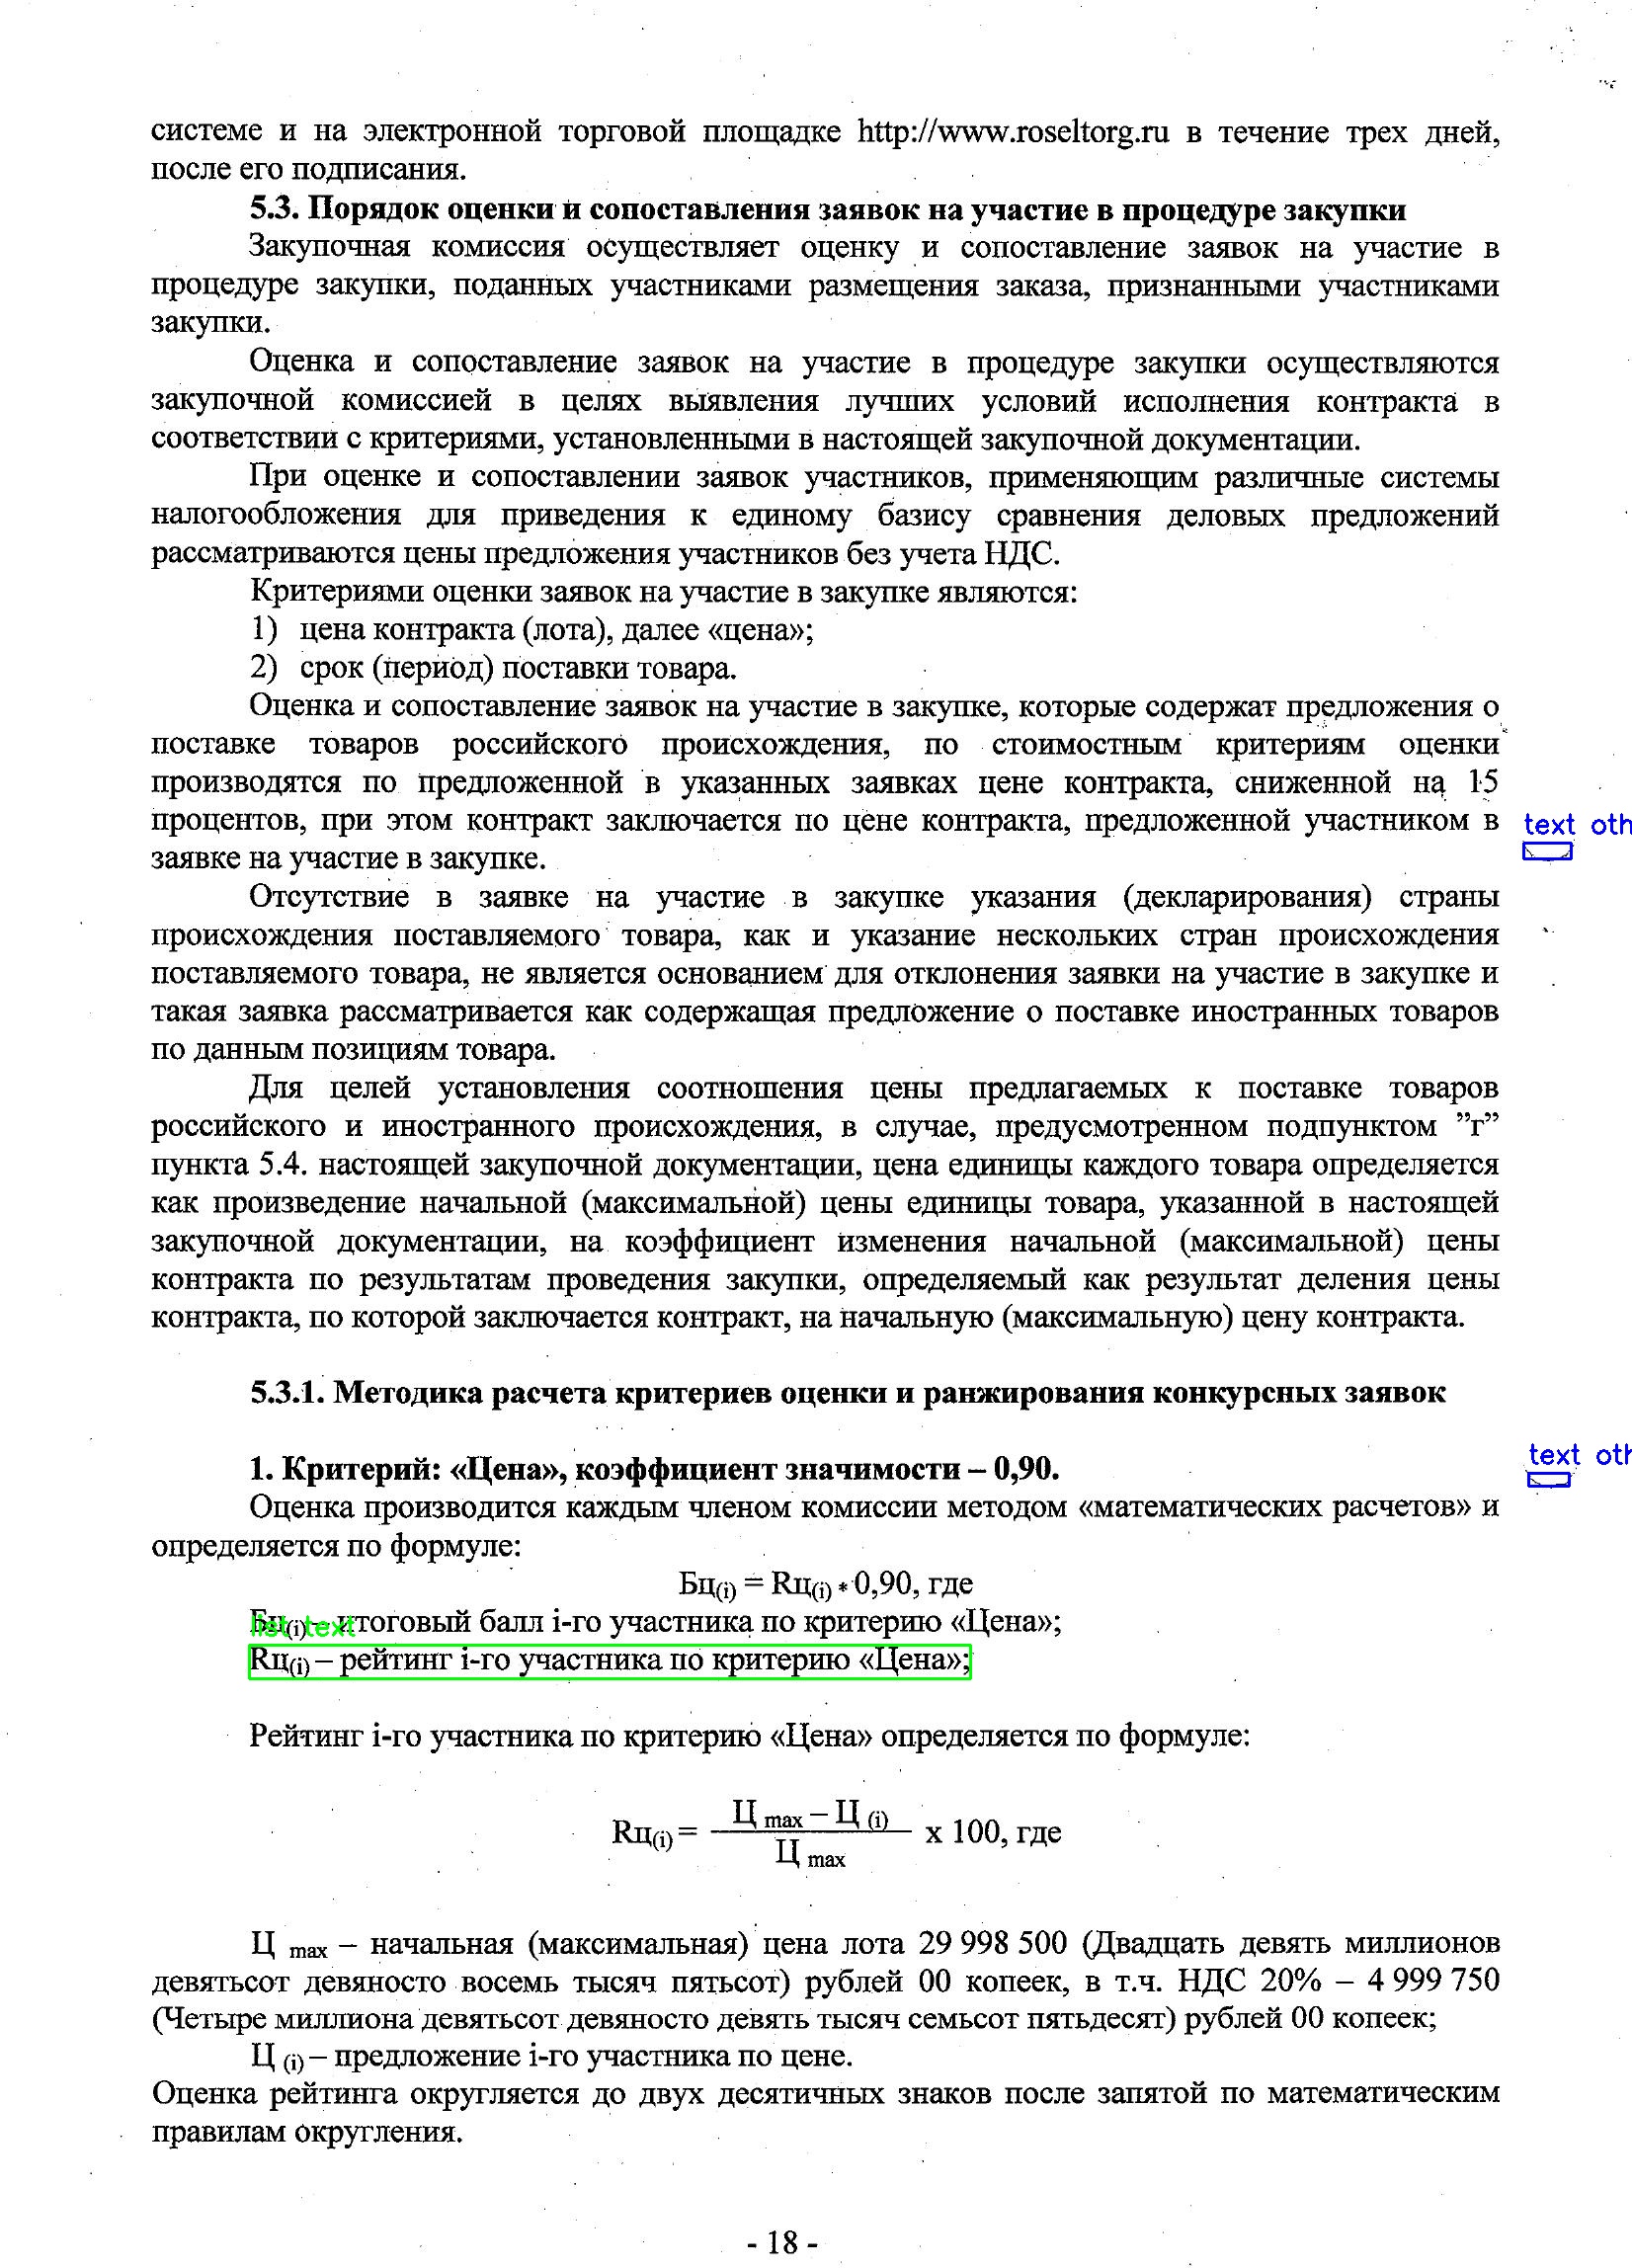 системе и на электронной торговой площадке http://www.roseltorg.ru в течение трех дней,
после его подписания.
5.3. Порядок оценки и сопоставления заявок на участие в процедуре закупки
Закупочная комиссия осуществляет оценку и сопоставление заявок на участие в
процедуре закупки, поданных участниками размещения заказа, признанными участниками
закупки.
Оценка и сопоставление заявок на участие в процедуре закупки осуществляются
закупочной комиссией в целях выявления лучших условий исполнения контракта в
соответствии с критериями, установленными в настоящей закупочной документации.
При оценке и сопоставлении заявок участников, применяющим различные системы
налогообложения для приведения к единому базису сравнения деловых предложений
рассматриваются цены предложения участников без учета НДС.
Критериями оценки заявок на участие в закупке являются:
1) цена контракта (лота), далее «цена»;
2) срок (период) поставки товара.
Оценка и сопоставление заявок на участие в закупке, которые содержат предложения о
поставке товаров российского происхождения, по стоимостным критериям оценки
производятся по предложенной в указанных заявках цене контракта, сниженной на 15
процентов, при этом контракт заключается по цене контракта, предложенной участником в
text oth
заявке на участие в закупке.
Отсутствие в заявке на участие в закупке указания (декларирования) страны
происхождения поставляемого товара, как и указание нескольких стран происхождения
поставляемого товара, не является основанием для отклонения заявки на участие в закупке и
такая заявка рассматривается как содержащая предложение о поставке иностранных товаров
по данным позициям товара.
Для целей установления соотношения цены предлагаемых к поставке товаров
российского и иностранного происхождения, в случае, предусмотренном подпунктом ”г”
пункта 5.4. настоящей закупочной документации, цена единицы каждого товара определяется
как произведение начальной (максимальной) цены единицы товара, указанной в настоящей
закупочной документации, на коэффициент изменения начальной (максимальной) цены
контракта по результатам проведения закупки, определяемый как результат деления цены
контракта, по которой заключается контракт, на начальную (максимальную) цену контракта.
5.3.1. Методика расчета критериев оценки и ранжирования конкурсных заявок
1. Критерий: «Цена», коэффициент значимости – 0,90.
text oth
Оценка производится каждым членом комиссии методом «математических расчетов» и
определяется по формуле:
Бц(i) = Rц(i) * 0,90, где
Бц(i) – итоговый балл i-го участника по критерию «Цена»;
list text
Rц(i) – рейтинг i-го участника по критерию «Цена»;
Рейтинг i-го участника по критерию «Цена» определяется по формуле:
Ц max – Ц (i)
Rц(i) = х 100, где
Ц max
Ц max – начальная (максимальная) цена лота 29 998 500 (Двадцать девять миллионов
девятьсот девяносто восемь тысяч пятьсот) рублей 00 копеек, в т.ч. НДС 20% – 4 999 750
(Четыре миллиона девятьсот девяносто девять тысяч семьсот пятьдесят) рублей 00 копеек;
Ц (i) – предложение i-го участника по цене.
Оценка рейтинга округляется до двух десятичных знаков после запятой по математическим
правилам округления.
- 18 -